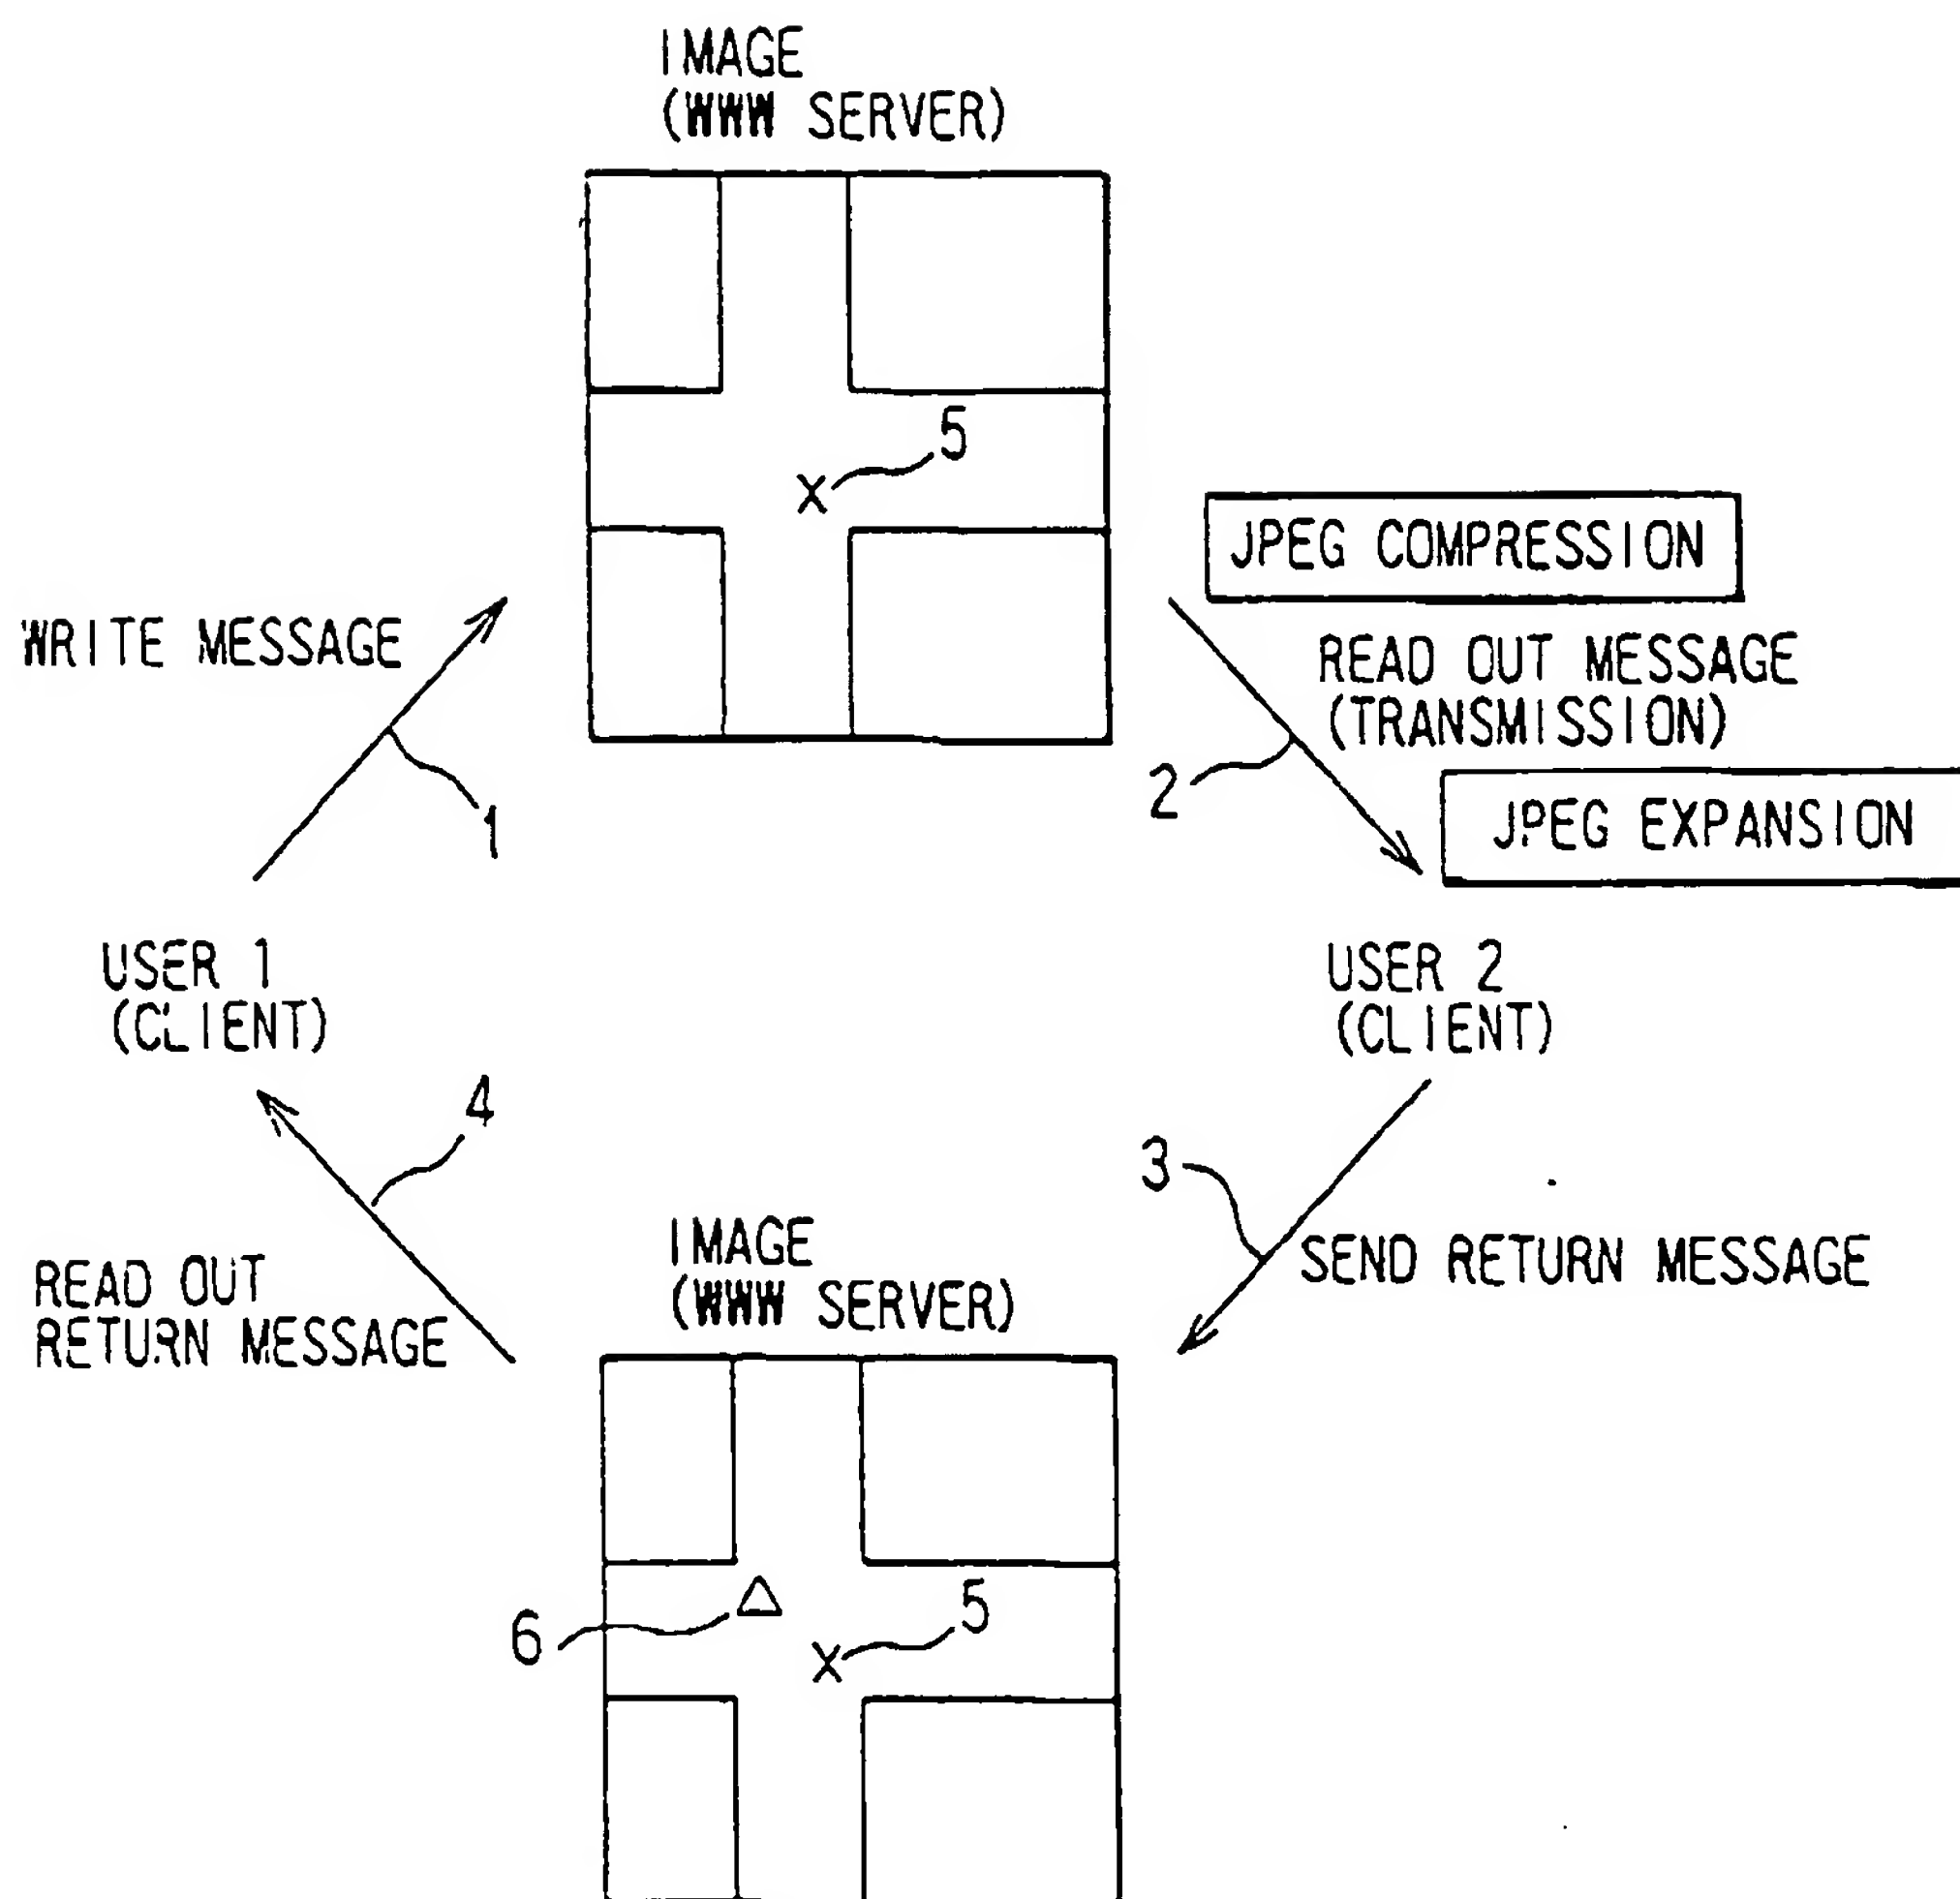 IMAGE
(WWW SERVER)
5
X
JPEG COMPRESSION
WRITE MESSAGE
READ OUT MESSAGE
(TRANSMISSION)
2
1
JPEG EXPANSION
USER 1
(CLIENT)
USER 2
(CLIENT)
4
3
IMAGE
(WWW SERVER)
SEND RETURN MESSAGE
READ OUT
RETURN MESSAGE
6
5
X